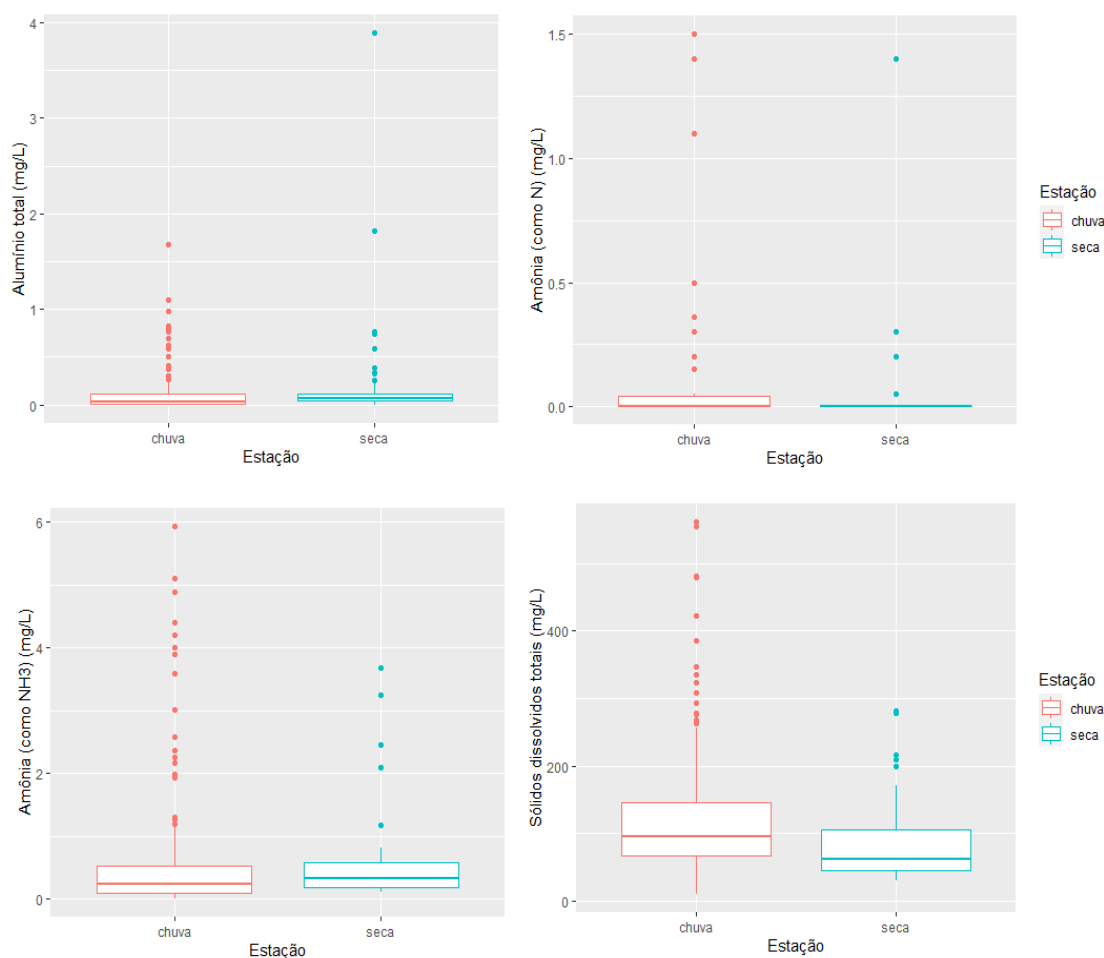 Alumínio total (mg/L)
4
3
2
1
0
chuva
seca
Estação
Amônia (como N) (mg/L)
1.5
1.0
0.5
0.0
chuva
seca
Estação
Estação
chuva
seca
Amônia (como NH3) (mg/L)
6
4
2
0
chuva
seca
Estação
Sólidos dissolvidos totais (mg/L)
400
200
0
chuva
seca
Estação
Estação
chuva
seca